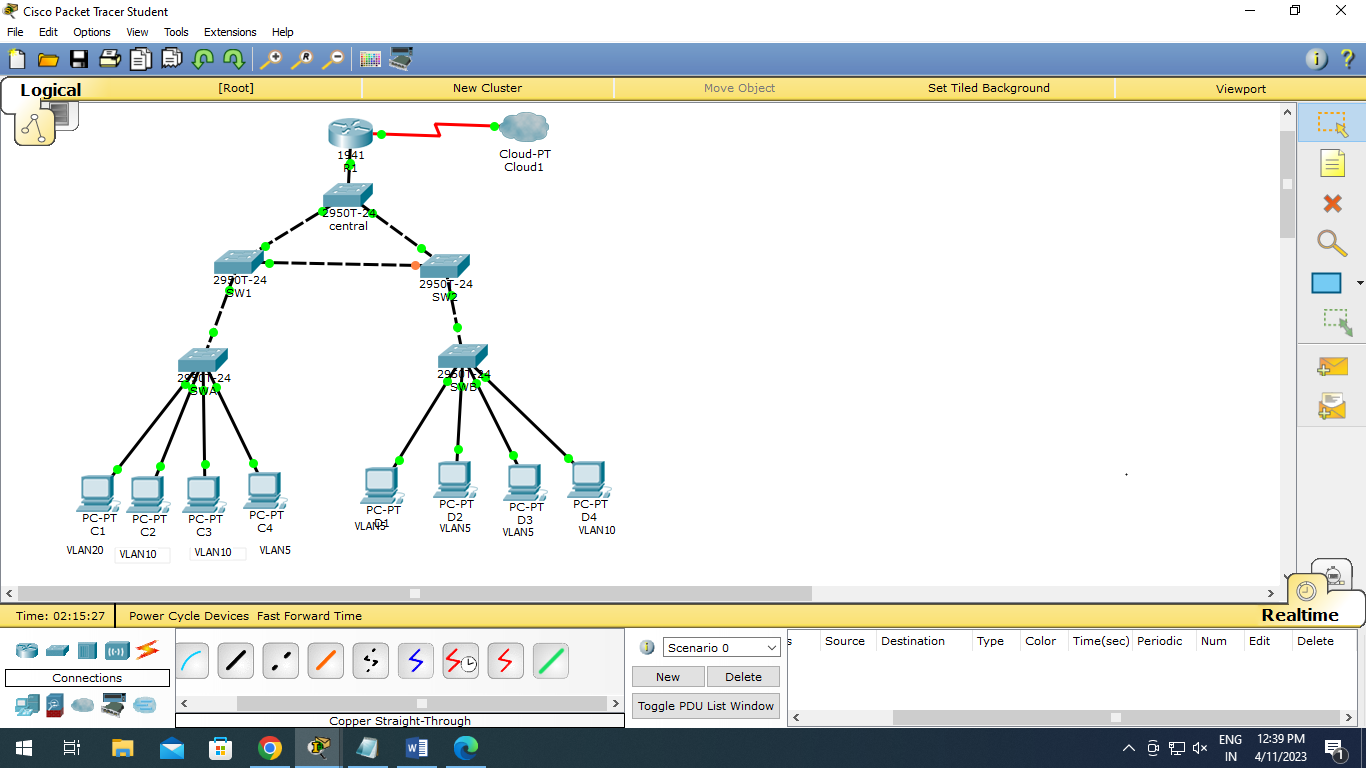 Cisco Packet Tracer Student
File Edit Options View Tools Extensions Help
Logical [Root] New Cluster Move Object Set Tiled Background Viewport
1941
R1
Cloud-PT
Cloud1
2950T-24
central
2950T-24
SW1
2950T-24
SW2
2950T-24
SWA
2950T-24
SWB
PC-PT
C1
PC-PT
C2
PC-PT
C3
PC-PT
C4
PC-PT
D1
PC-PT
D2
PC-PT
D3
PC-PT
D4
VLAN20
VLAN10
VLAN10
VLAN5
VLAN5
VLAN5
VLAN5
VLAN10
Time: 02:15:27 Power Cycle Devices Fast Forward Time Realtime
Connections
Copper Straight-Through
Scenario 0
New Delete
Toggle PDU List Window
s Source Destination Type Color Time(sec) Periodic Num Edit Delete
ENG
IN
12:39 PM
4/11/2023
1